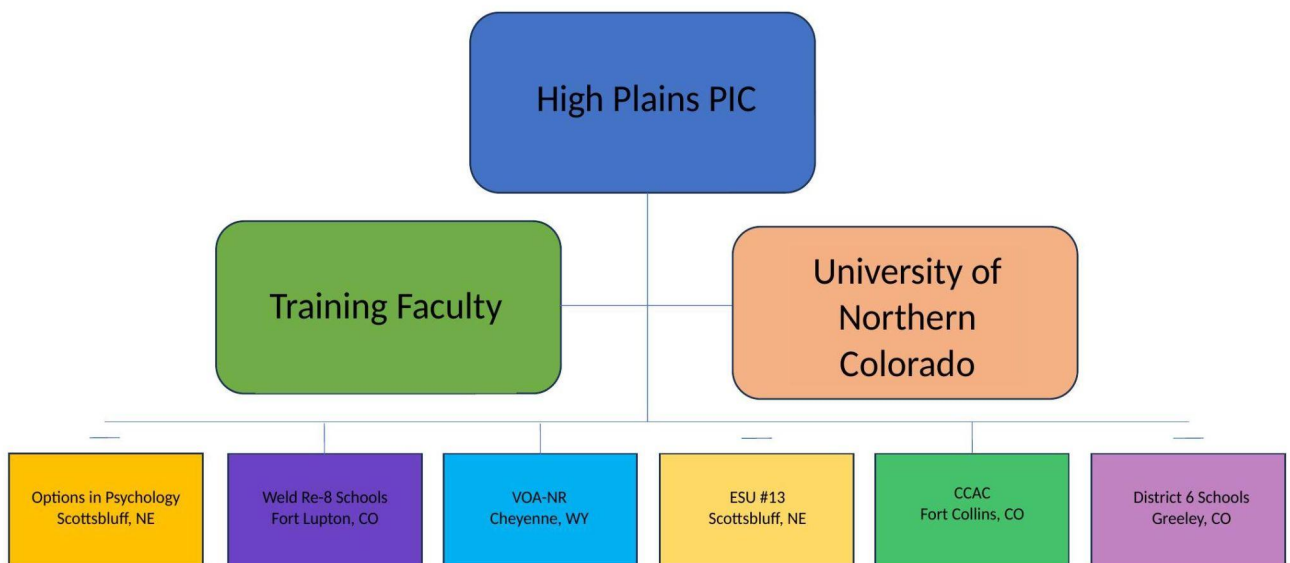 High Plains PIC
Training Faculty
University of
Northern
Colorado
Options in Psychology
Scottsbluff, NE
Weld Re-8 Schools
Fort Lupton, CO
VOA-NR
Cheyenne, WY
ESU #13
Scottsbluff, NE
CCAC
Fort Collins, CO
District 6 Schools
Greeley, CO